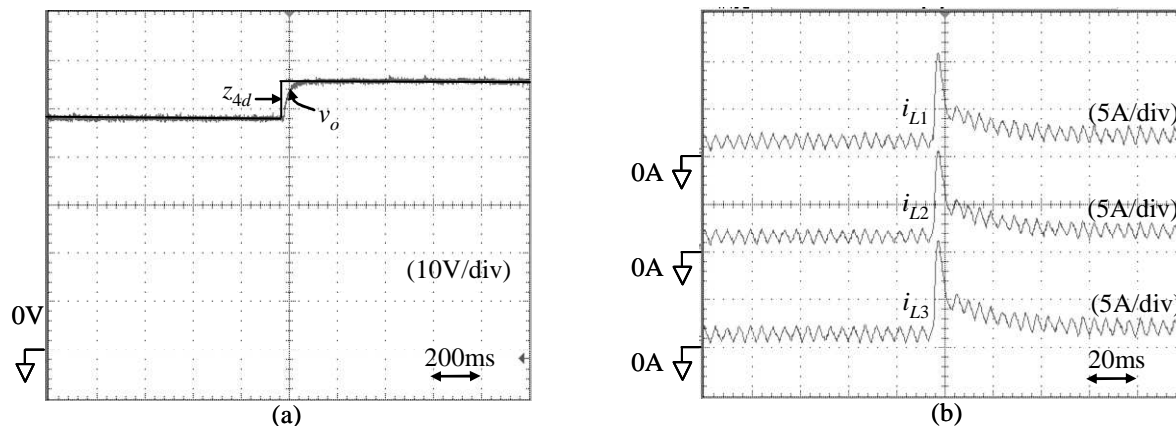 z4d
vo
(10V/div)
0V
200ms
(a)
iL1
(5A/div)
0A
iL2
(5A/div)
0A
iL3
(5A/div)
0A
20ms
(b)